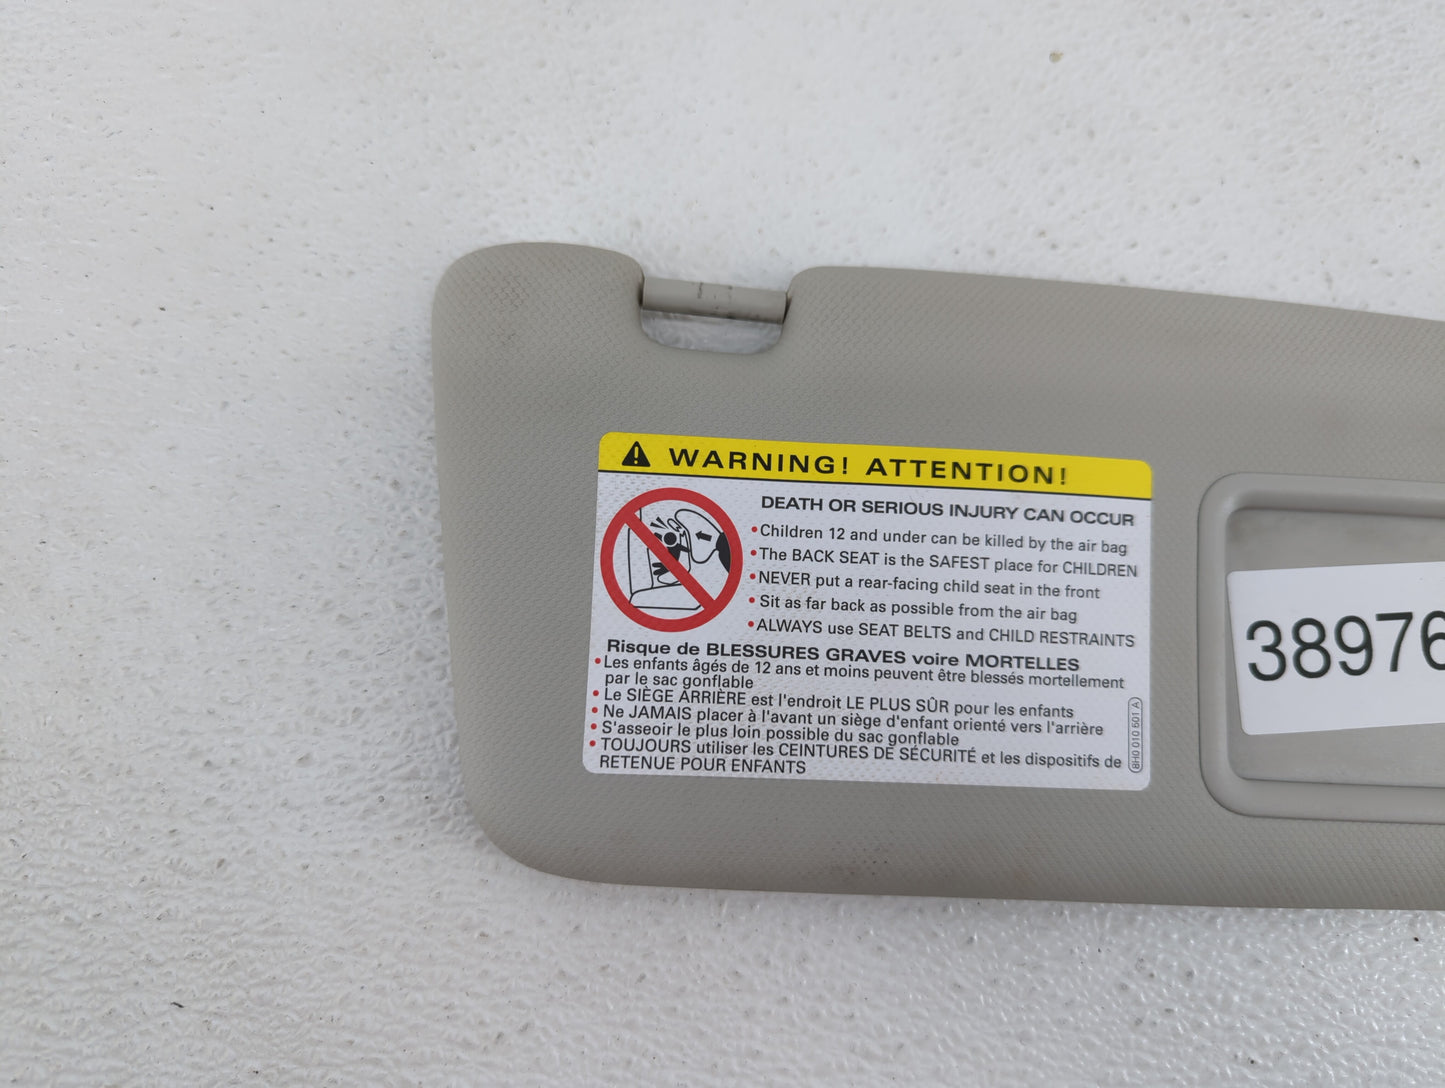 WARNING! ATTENTION!
DEATH OR SERIOUS INJURY CAN OCCUR
•Children 12 and under can be killed by the air bag
•The BACK SEAT is the SAFEST place for CHILDREN
•NEVER put a rear-facing child seat in the front
•Sit as far back as possible from the air bag
•ALWAYS use SEAT BELTS and CHILD RESTRAINTS
Risque de BLESSURES GRAVES voire MORTELLES
•Les enfants âgés de 12 ans et moins peuvent être blessés mortellement
par le sac gonflable
•Le SIÈGE ARRIÈRE est l'endroit LE PLUS SÛR pour les enfants
•Ne JAMAIS placer à l'avant un siège d'enfant orienté vers l'arrière
•S'asseoir le plus loin possible du sac gonflable
•TOUJOURS utiliser les CEINTURES DE SÉCURITÉ et les dispositifs de
RETENUE POUR ENFANTS
8H0 010 601 A
38976